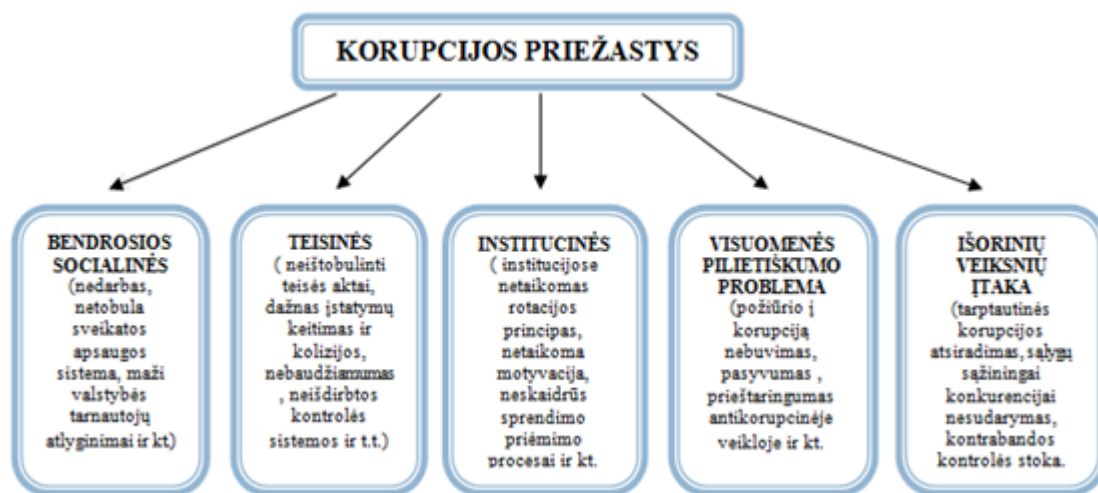 KORUPCIJOS PRIEŽASTYS
BENDROSIOS
SOCIALINĖS
(nedarbas,
netobula
sveikatos
apsaugos
sistema, maži
valstybės
tarnautojų
atlyginimai ir kt)
TEISINĖS
( neištobulinti
teisės aktai,
dažnas įstatymų
keitimas ir
kolizijos,
nebaudžiamumas
, neišdirbtos
kontrolės
sistemos ir t.t.)
INSTITUCINĖS
( institucijose
netaikomas
rotacijos
principas,
netaikoma
motyvacija,
neskaidrūs
sprendimo
priėmimo
procesai ir kt.
VISUOMENĖS
PILIETIŠKUMO
PROBLEMA
(požiūrio į
korupciją
nebuvimas,
pasyvumas ,
prieštaringumas
antikorupcinėje
veikloje ir kt.
IŠORINIŲ
VEIKSNIŲ
ĮTAKA
(tarptautinės
korupcijos
atsiradimas, sąlygų
sąžiningai
konkurencijai
nesudarymas,
kontrabandos
kontrolės stoka.